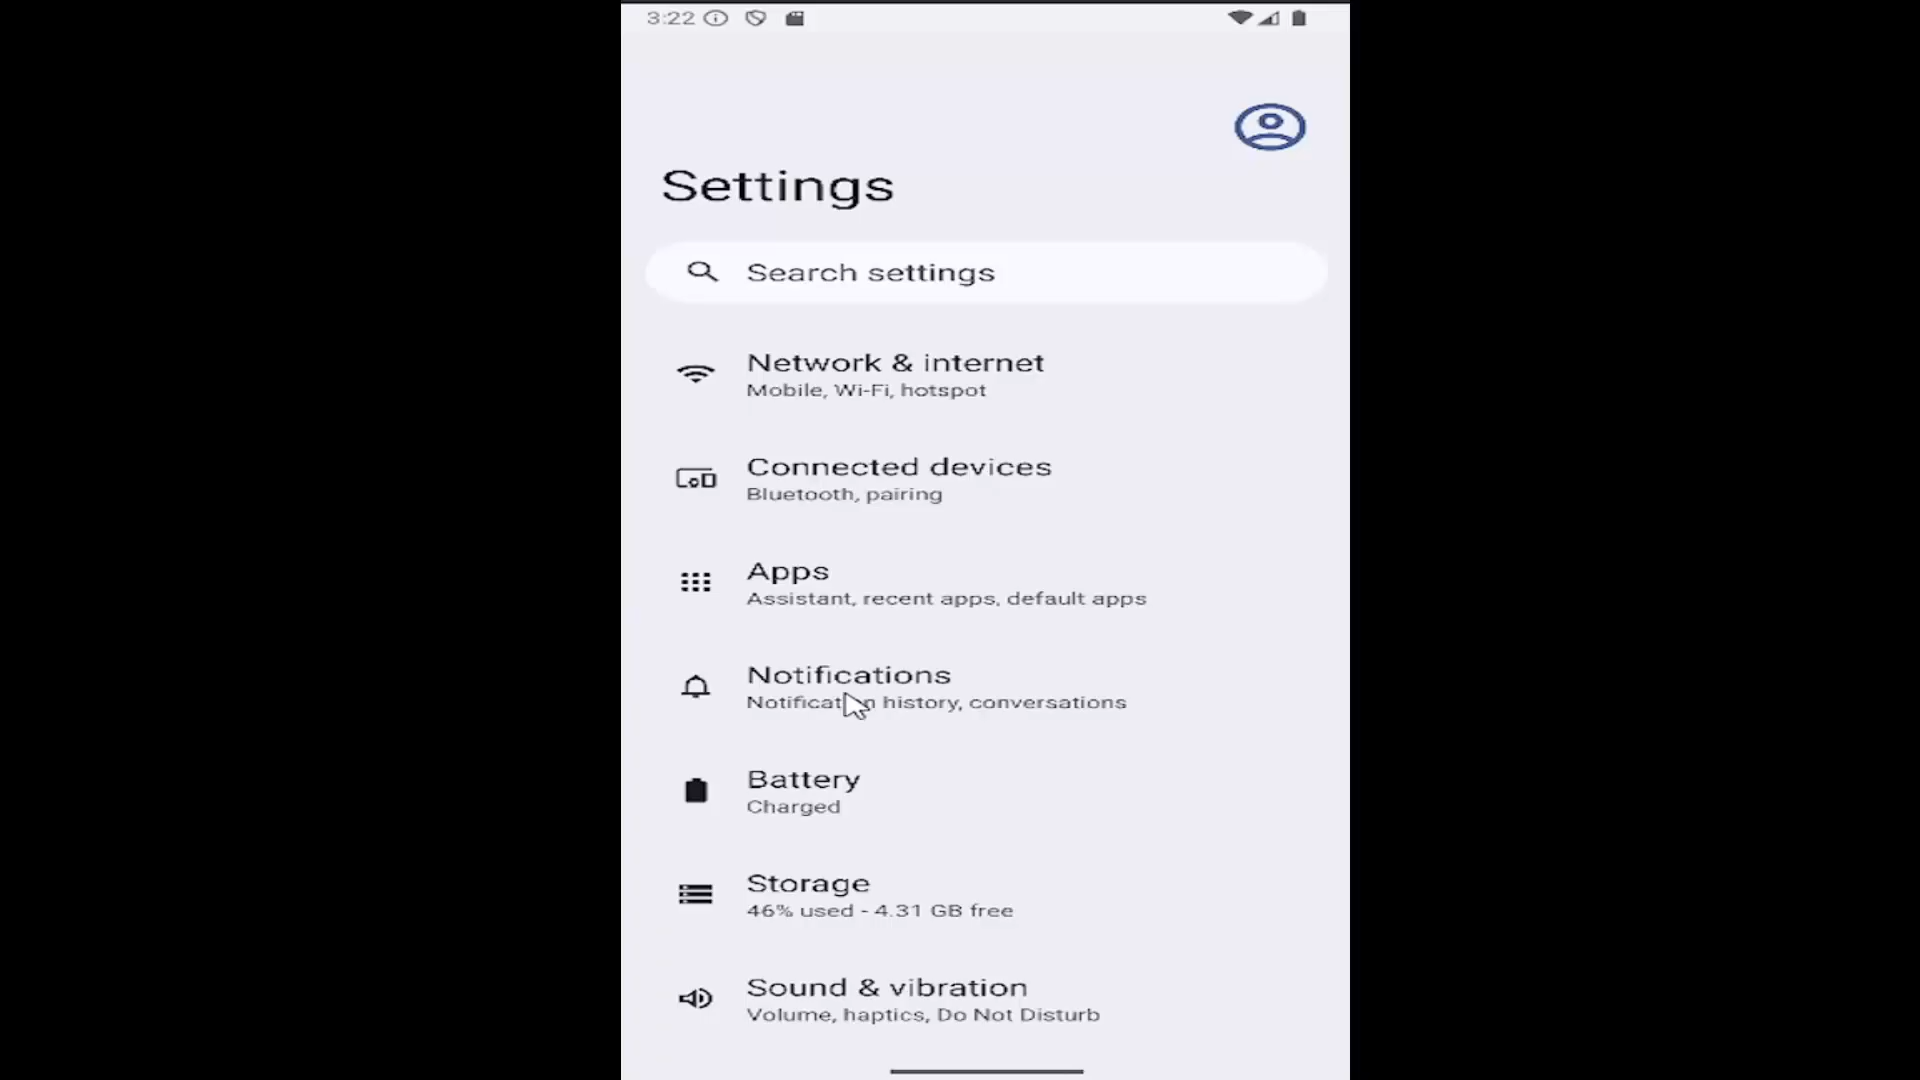 3:22
Settings
Search settings
Network & internet
Mobile, Wi-Fi, hotspot
Connected devices
Bluetooth, pairing
Apps
Assistant, recent apps, default apps
Notifications
Notification history, conversations
Battery
Charged
Storage
46% used - 4.31 GB free
Sound & vibration
Volume, haptics, Do Not Disturb